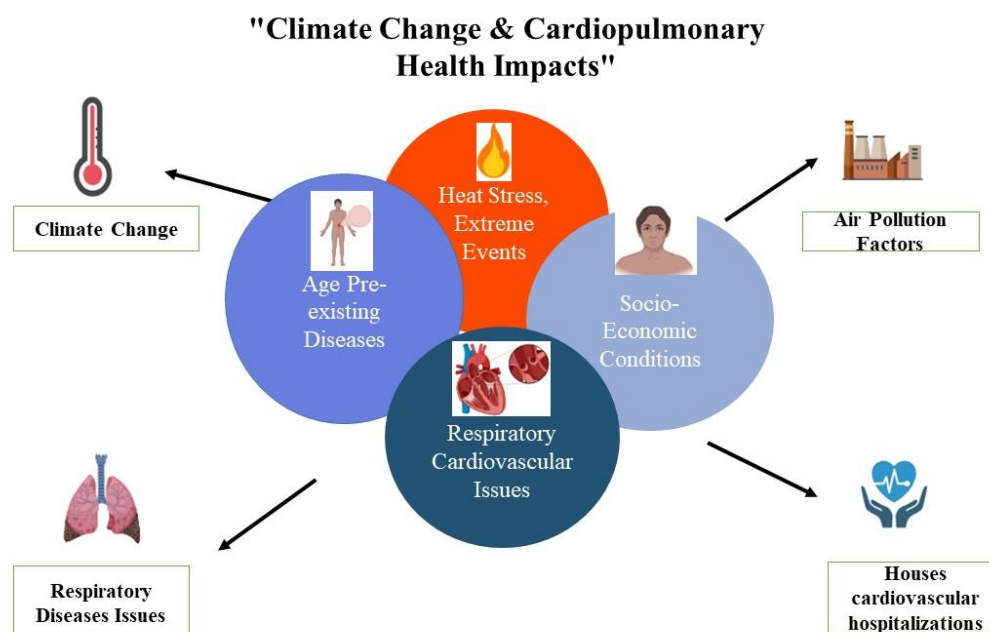 "Climate Change & Cardiopulmonary
Health Impacts"
Heat Stress,
Extreme
Events
Climate Change
Air Pollution
Factors
Age Pre-
existing
Diseases
Socio-
Economic
Conditions
Respiratory
Cardiovascular
Issues
Respiratory
Diseases Issues
Houses
cardiovascular
hospitalizations